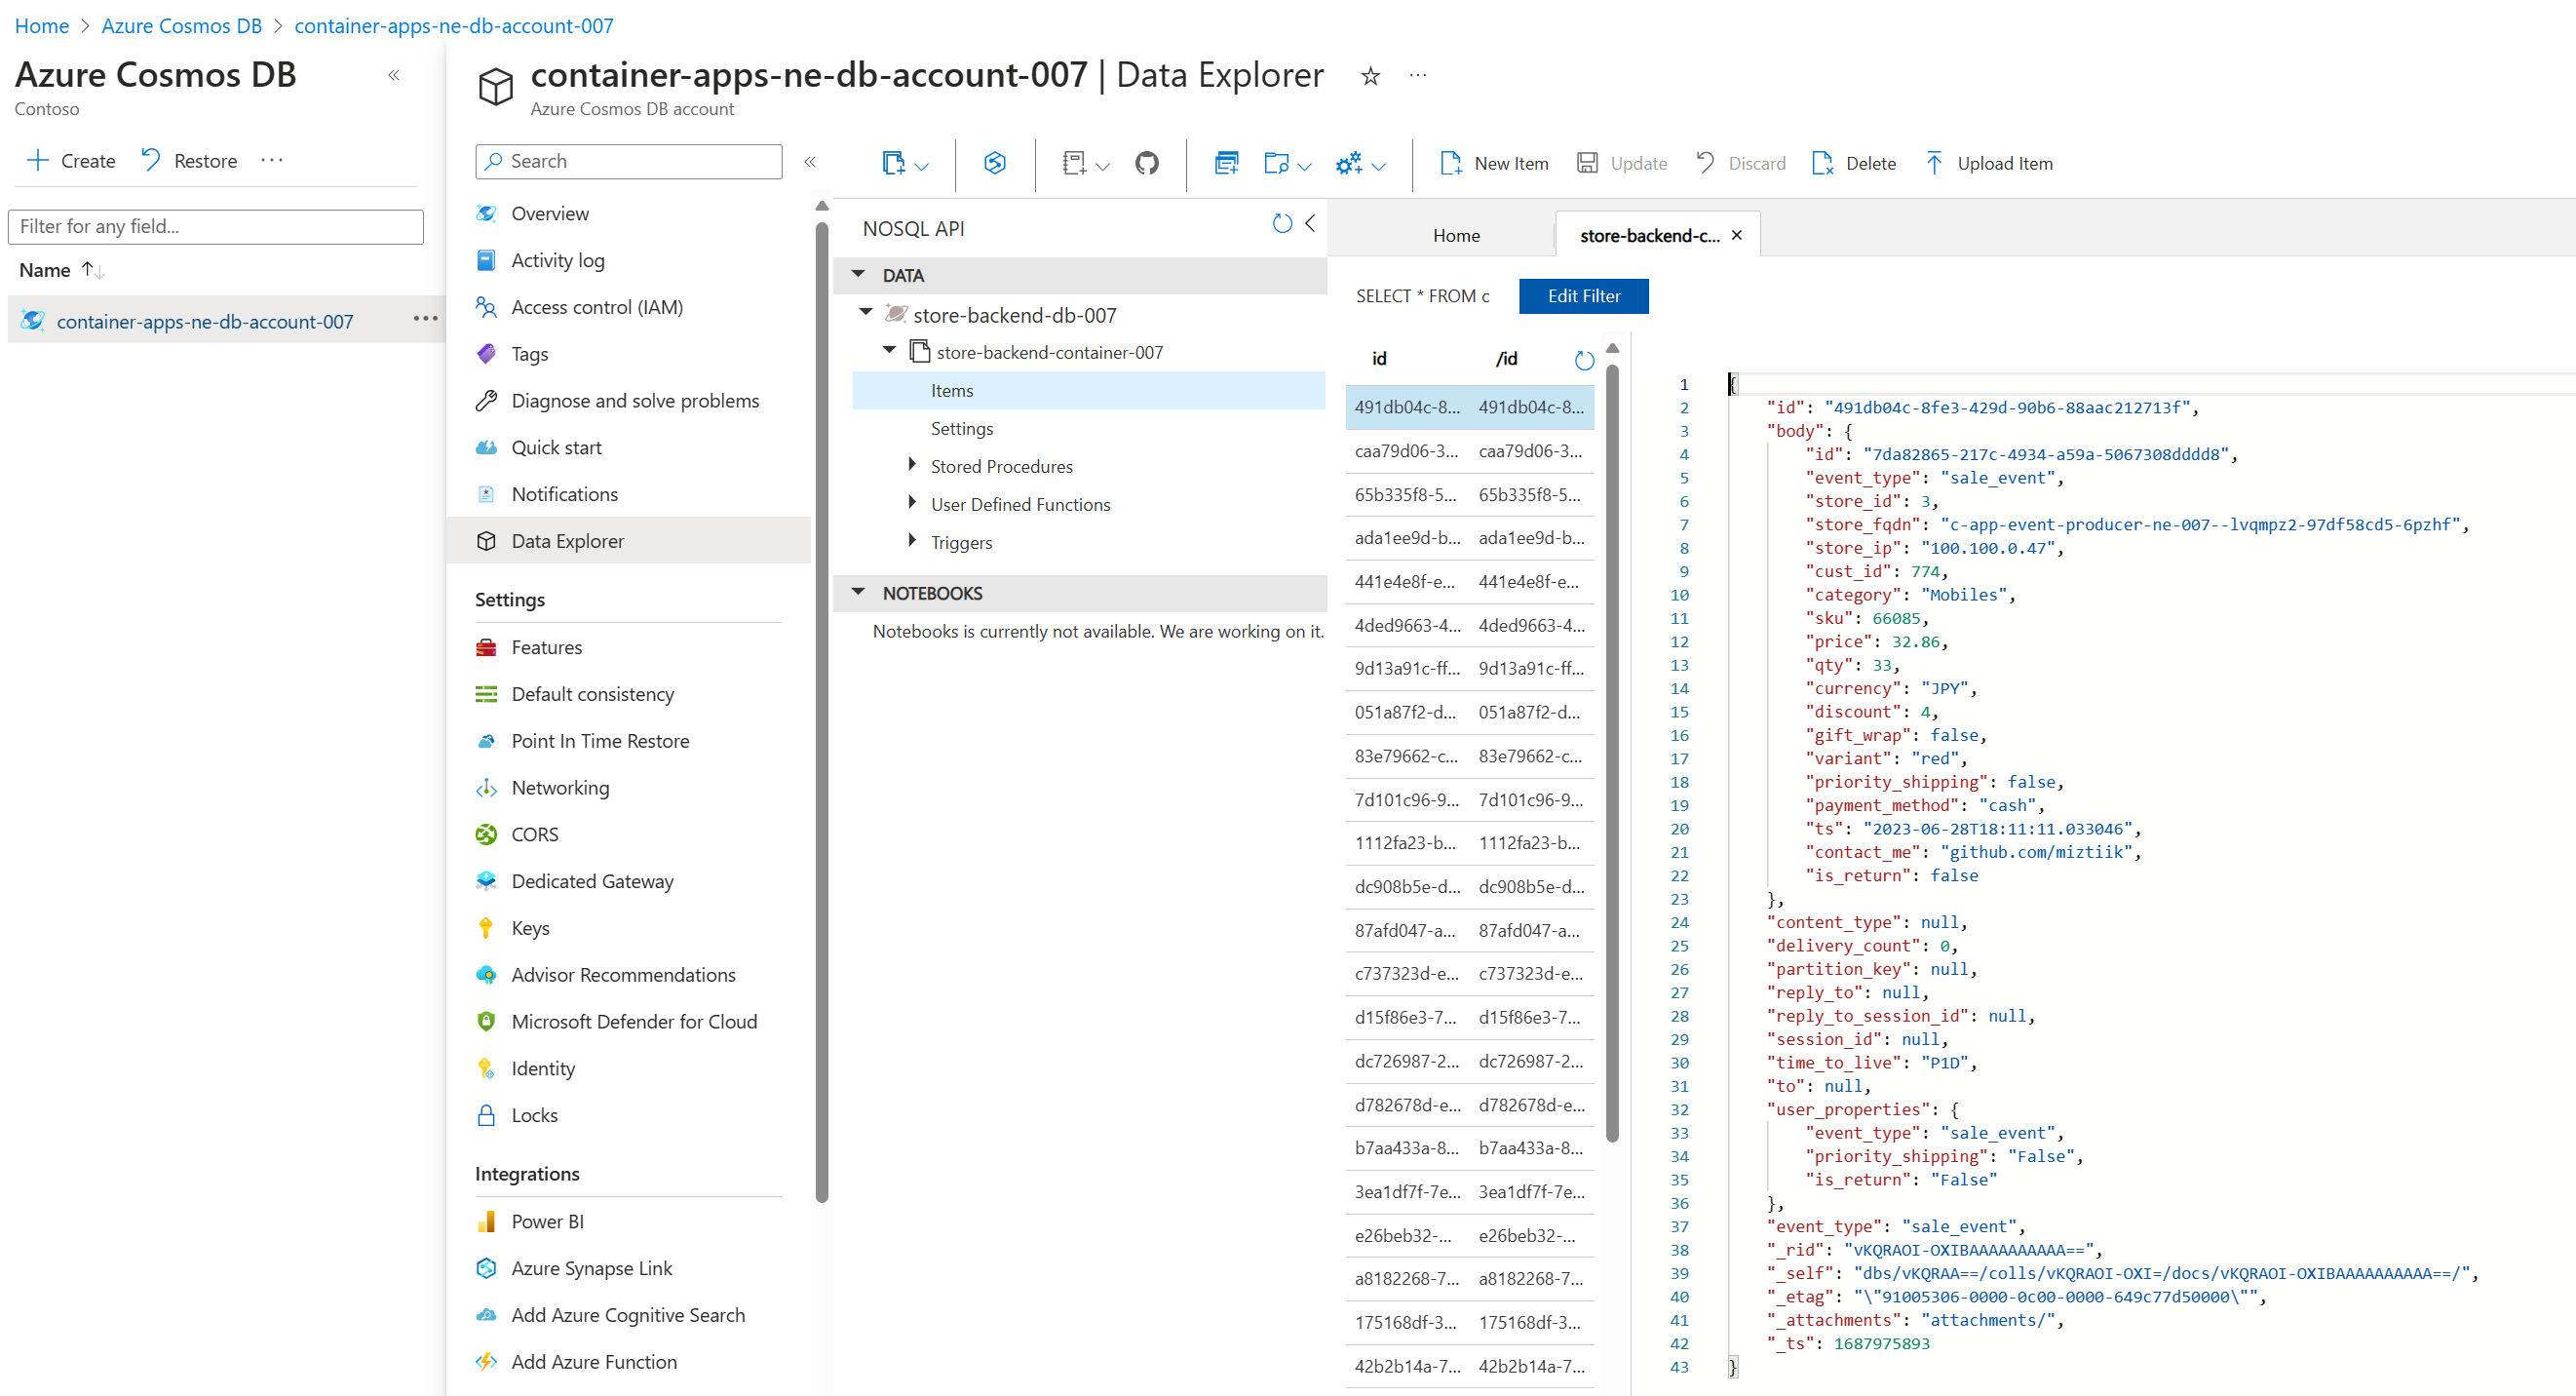 Home > Azure Cosmos DB > container-apps-ne-db-account-007
Azure Cosmos DB «
Contoso
Create Restore ...
Filter for any field...
Name ↑↓
container-apps-ne-db-account-007 ...
container-apps-ne-db-account-007 | Data Explorer ☆ ...
Azure Cosmos DB account
Search «
Overview
Activity log
Access control (IAM)
Tags
Diagnose and solve problems
Quick start
Notifications
Data Explorer
Settings
Features
Default consistency
Point In Time Restore
Networking
CORS
Dedicated Gateway
Keys
Advisor Recommendations
Microsoft Defender for Cloud
Identity
Locks
Integrations
Power BI
Azure Synapse Link
Add Azure Cognitive Search
Add Azure Function
New Item Update Discard Delete Upload Item
NOSQL API
DATA
store-backend-db-007
store-backend-container-007
Items
Settings
Stored Procedures
User Defined Functions
Triggers
NOTEBOOKS
Notebooks is currently not available. We are working on it.
Home store-backend-c... ×
SELECT * FROM c Edit Filter
id /id
491db04c-8... 491db04c-8...
caa79d06-3... caa79d06-3...
65b335f8-5... 65b335f8-5...
ada1ee9d-b... ada1ee9d-b...
441e4e8f-e... 441e4e8f-e...
4ded9663-4... 4ded9663-4...
9d13a91c-ff... 9d13a91c-ff...
051a87f2-d... 051a87f2-d...
83e79662-c... 83e79662-c...
7d101c96-9... 7d101c96-9...
1112fa23-b... 1112fa23-b...
dc908b5e-d... dc908b5e-d...
87afd047-a... 87afd047-a...
c737323d-e... c737323d-e...
d15f86e3-7... d15f86e3-7...
dc726987-2... dc726987-2...
d782678d-e... d782678d-e...
b7aa433a-8... b7aa433a-8...
3ea1df7f-7e... 3ea1df7f-7e...
e26beb32-... e26beb32-...
a8182268-7... a8182268-7...
175168df-3... 175168df-3...
42b2b14a-7... 42b2b14a-7...
1 {
2 "id": "491db04c-8fe3-429d-90b6-88aac212713f",
3 "body": {
4 "id": "7da82865-217c-4934-a59a-5067308dddd8",
5 "event_type": "sale_event",
6 "store_id": 3,
7 "store_fqdn": "c-app-event-producer-ne-007--lvqmpz2-97df58cd5-6pzhf",
8 "store_ip": "100.100.0.47",
9 "cust_id": 774,
10 "category": "Mobiles",
11 "sku": 66085,
12 "price": 32.86,
13 "qty": 33,
14 "currency": "JPY",
15 "discount": 4,
16 "gift_wrap": false,
17 "variant": "red",
18 "priority_shipping": false,
19 "payment_method": "cash",
20 "ts": "2023-06-28T18:11:11.033046",
21 "contact_me": "github.com/miztiik",
22 "is_return": false
23 },
24 "content_type": null,
25 "delivery_count": 0,
26 "partition_key": null,
27 "reply_to": null,
28 "reply_to_session_id": null,
29 "session_id": null,
30 "time_to_live": "P1D",
31 "to": null,
32 "user_properties": {
33 "event_type": "sale_event",
34 "priority_shipping": "False",
35 "is_return": "False"
36 },
37 "event_type": "sale_event",
38 "_rid": "vKQRAOI-OXIBAAAAAAAAAA==",
39 "_self": "dbs/vKQRAA==/colls/vKQRAOI-OXI=/docs/vKQRAOI-OXIBAAAAAAAAAA==/",
40 "_etag": "\"91005306-0000-0c00-0000-649c77d50000\"",
41 "_attachments": "attachments/",
42 "_ts": 1687975893
43 }